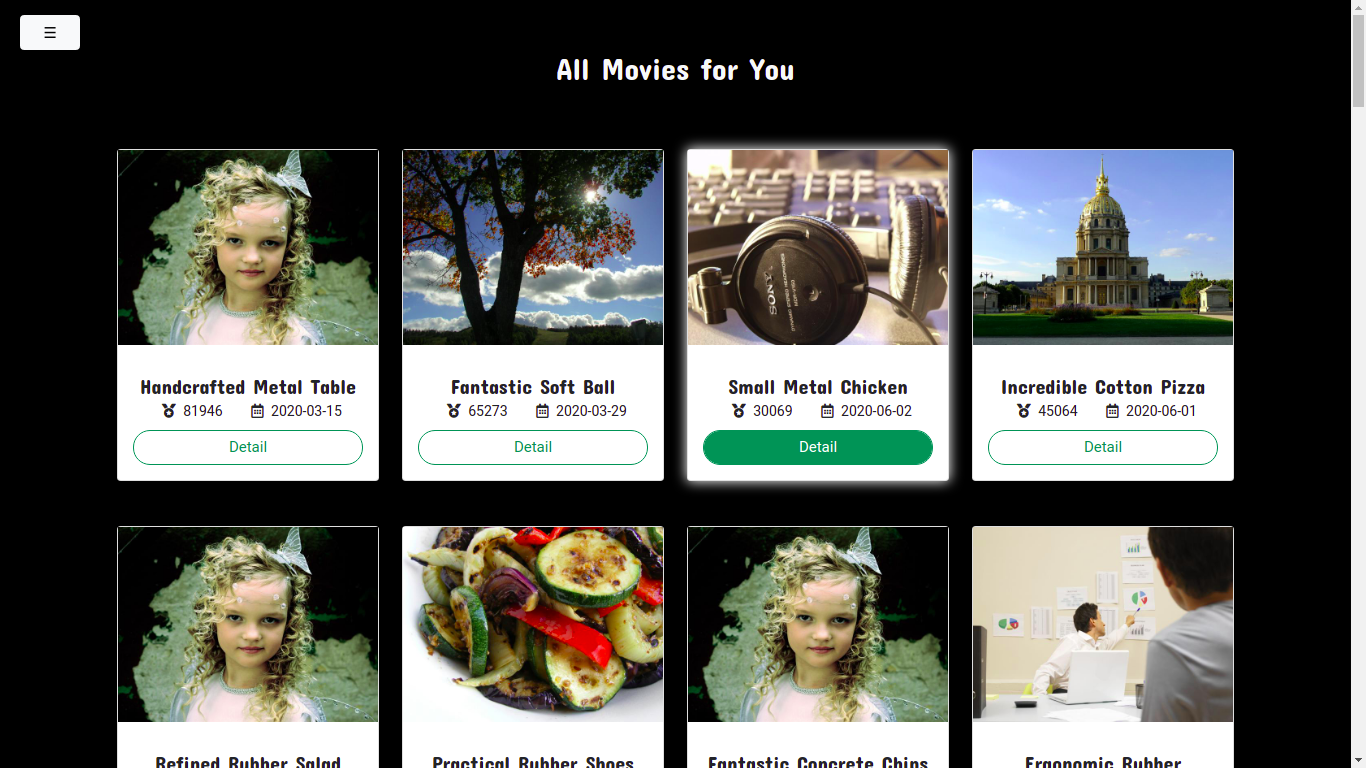 ☰
All Movies for You
SONY
Handcrafted Metal Table
81946 2020-03-15
Detail
Fantastic Soft Ball
65273 2020-03-29
Detail
Small Metal Chicken
30069 2020-06-02
Detail
Incredible Cotton Pizza
45064 2020-06-01
Detail
Refined Rubber Salad
Practical Rubber Shoes
Fantastic Concrete Chips
Ergonomic Rubber